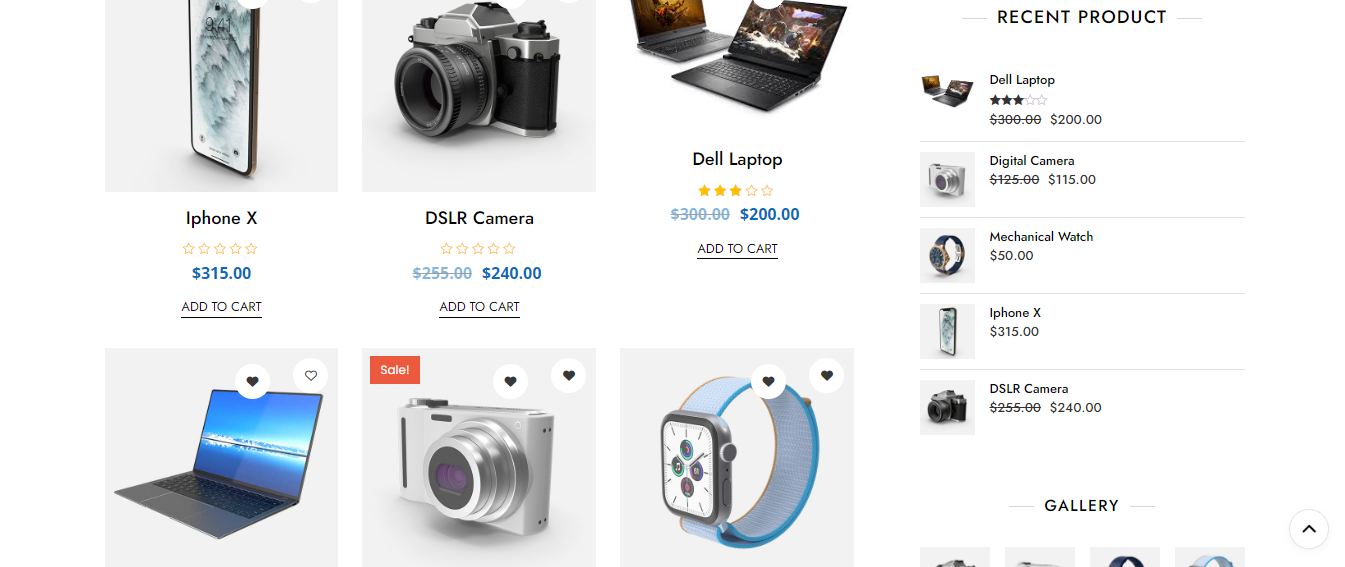 9:41
Iphone X
$315.00
ADD TO CART
DSLR Camera
$255.00 $240.00
ADD TO CART
Dell Laptop
$300.00 $200.00
ADD TO CART
Sale!
RECENT PRODUCT
Dell Laptop
$300.00 $200.00
Digital Camera
$125.00 $115.00
Mechanical Watch
$50.00
Iphone X
$315.00
DSLR Camera
$255.00 $240.00
GALLERY